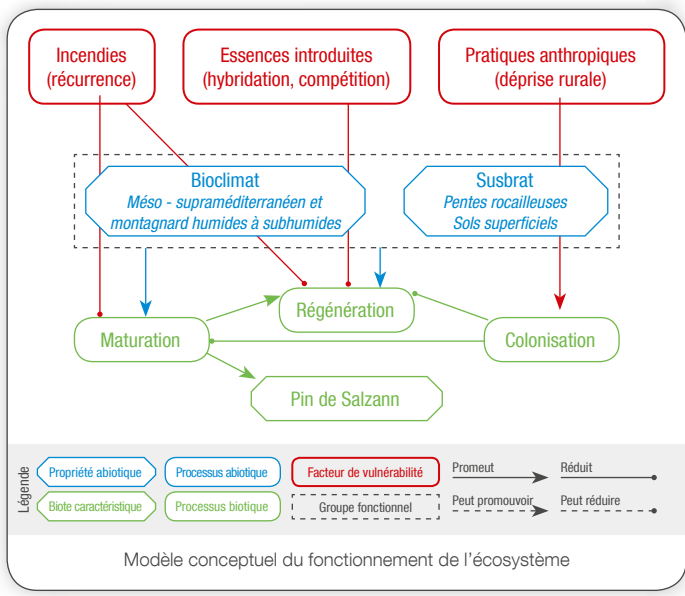 Incendies
(récurrence)
Essences introduites
(hybridation, compétition)
Pratiques anthropiques
(déprise rurale)
Bioclimat
Méso - supraméditerranéen et
montagnard humides à subhumides
Susbrat
Pentes rocailleuses
Sols superficiels
Régénération
Maturation
Colonisation
Pin de Salzann
Légende
Propriété abiotique
Processus abiotique
Facteur de vulnérabilité
Promeut
Réduit
Biote caractéristique
Processus biotique
Groupe fonctionnel
Peut promouvoir
Peut réduire
Modèle conceptuel du fonctionnement de l'écosystème